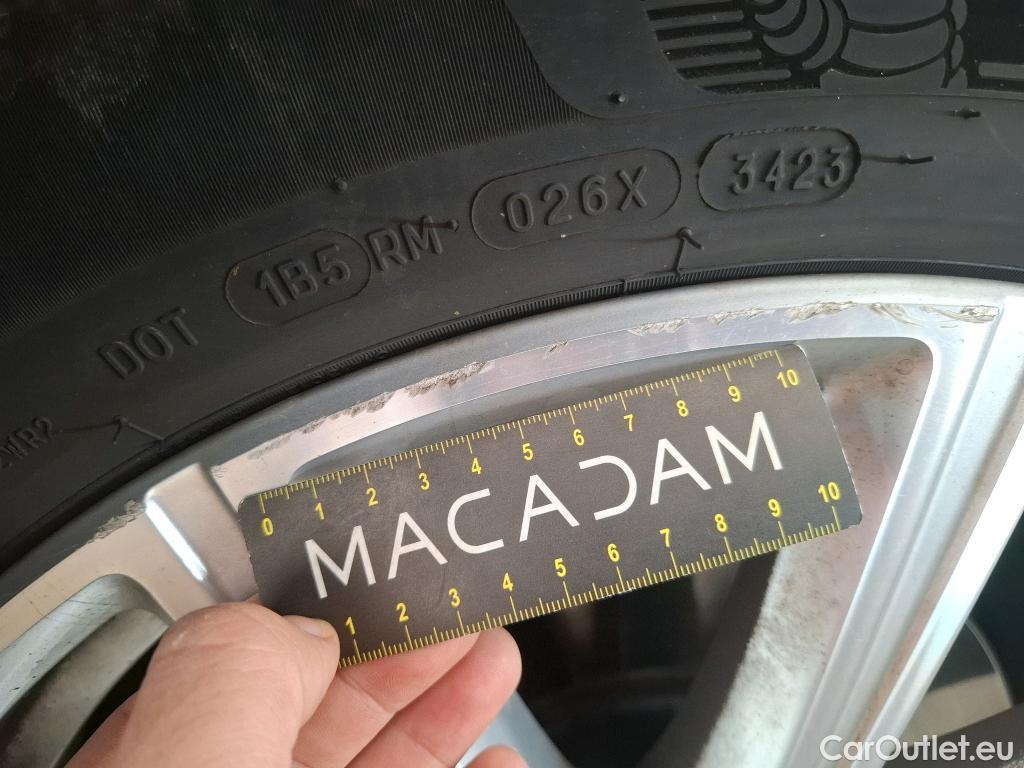 DOT 1B5 RM 026X 3423
WR2
0 1 2 3 4 5 6 7 8 9 10
MACADAM
1 2 3 4 5 6 7 8 9 10
CarOutlet.eu